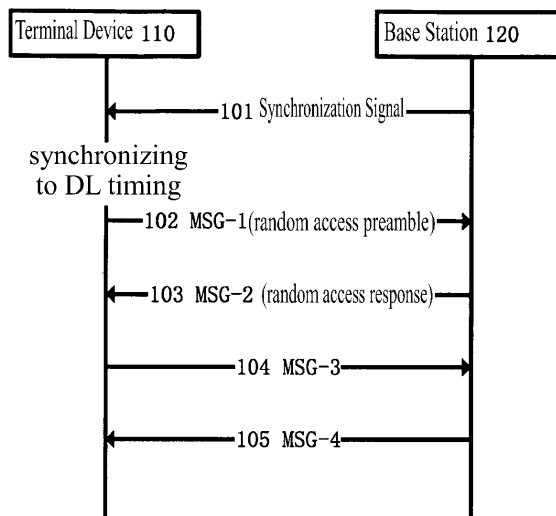 Terminal Device 110
Base Station 120
101 Synchronization Signal
synchronizing
to DL timing
102 MSG-1(random access preamble)
103 MSG-2 (random access response)
104 MSG-3
105 MSG-4